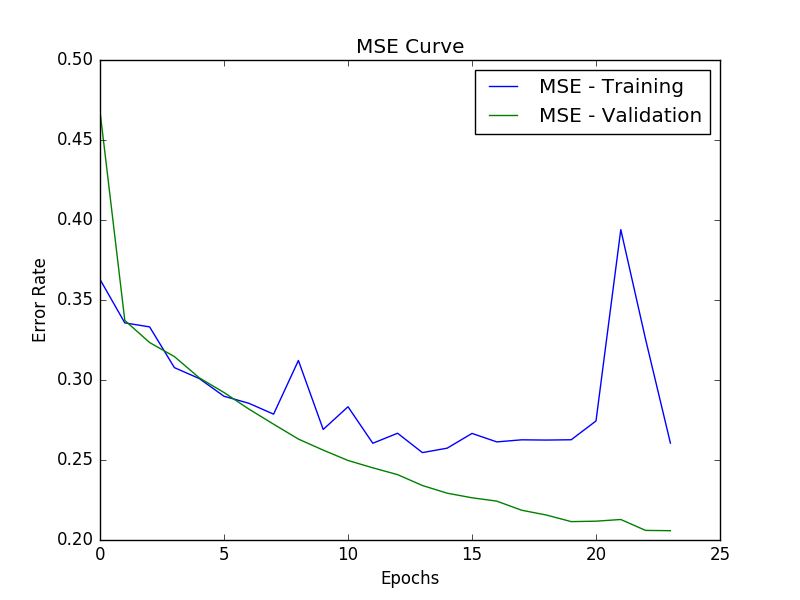 MSE Curve
0.50
0.45
0.40
0.35
0.30
0.25
0.20
Error Rate
MSE - Training
MSE - Validation
0 5 10 15 20 25
Epochs